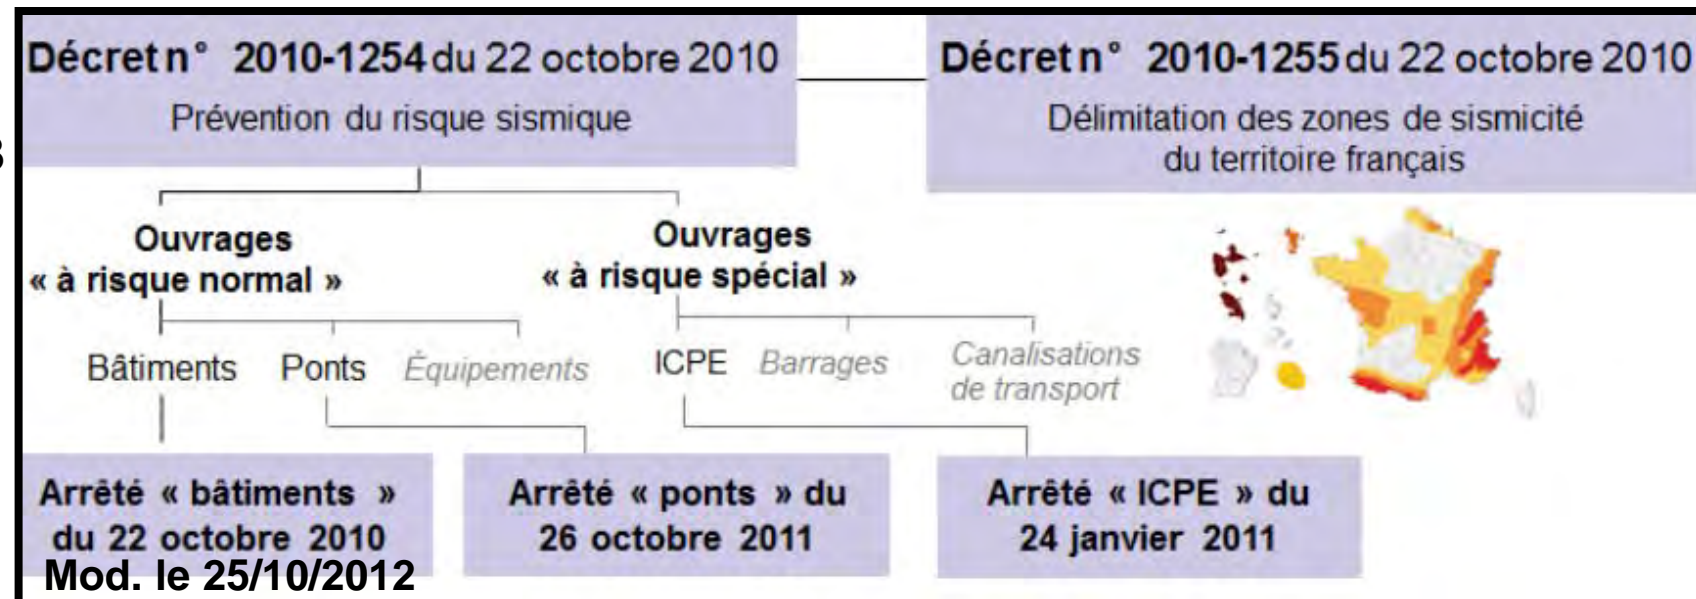 Décret n° 2010-1254 du 22 octobre 2010
Prévention du risque sismique
Décret n° 2010-1255 du 22 octobre 2010
Délimitation des zones de sismicité
du territoire français
Ouvrages
« à risque normal »
Ouvrages
« à risque spécial »
Bâtiments
Ponts
Équipements
ICPE
Barrages
Canalisations
de transport
Arrêté « bâtiments »
du 22 octobre 2010
Mod. le 25/10/2012
Arrêté « ponts » du
26 octobre 2011
Arrêté « ICPE » du
24 janvier 2011